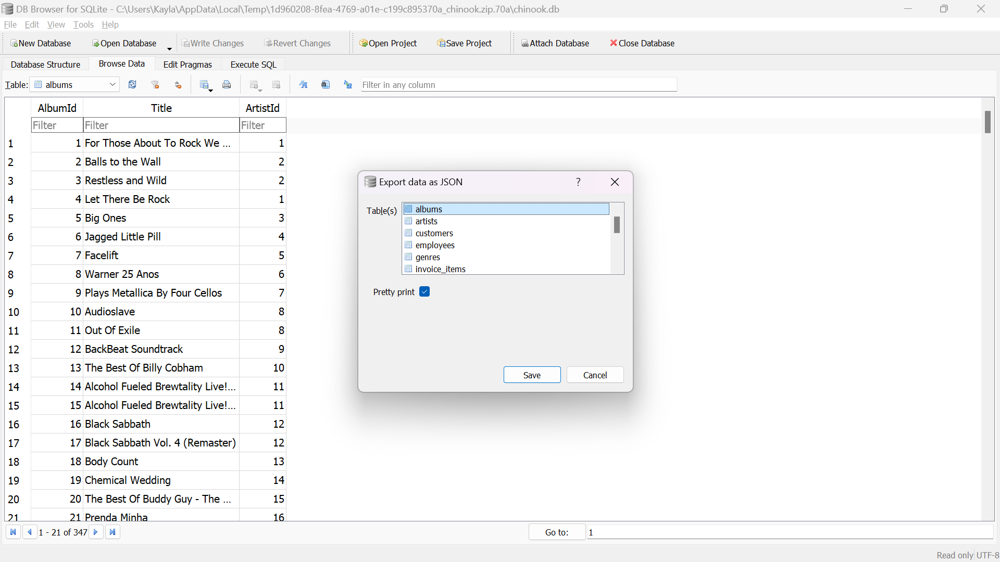 DB Browser for SQLite - C:\Users\Kayla\AppData\Local\Temp\1d960208-8fea-4769-a01e-c199c895370a_chinook.zip.70a\chinook.db
File Edit View Tools Help
New Database Open Database Write Changes Revert Changes Open Project Save Project Attach Database Close Database
Database Structure Browse Data Edit Pragmas Execute SQL
Table: albums Filter in any column
AlbumId Title ArtistId
Filter Filter Filter
1 1 For Those About To Rock We ... 1
2 2 Balls to the Wall 2
3 3 Restless and Wild 2
4 4 Let There Be Rock 1
5 5 Big Ones 3
6 6 Jagged Little Pill 4
7 7 Facelift 5
8 8 Warner 25 Anos 6
9 9 Plays Metallica By Four Cellos 7
10 10 Audioslave 8
11 11 Out Of Exile 8
12 12 BackBeat Soundtrack 9
13 13 The Best Of Billy Cobham 10
14 14 Alcohol Fueled Brewtality Live!... 11
15 15 Alcohol Fueled Brewtality Live!... 11
16 16 Black Sabbath 12
17 17 Black Sabbath Vol. 4 (Remaster) 12
18 18 Body Count 13
19 19 Chemical Wedding 14
20 20 The Best Of Buddy Guy - The ... 15
21 21 Prenda Minha 16
Export data as JSON ?
Table(s) albums
artists
customers
employees
genres
invoice_items
Pretty print
Save Cancel
1 - 21 of 347 Go to: 1
Read only UTF-8